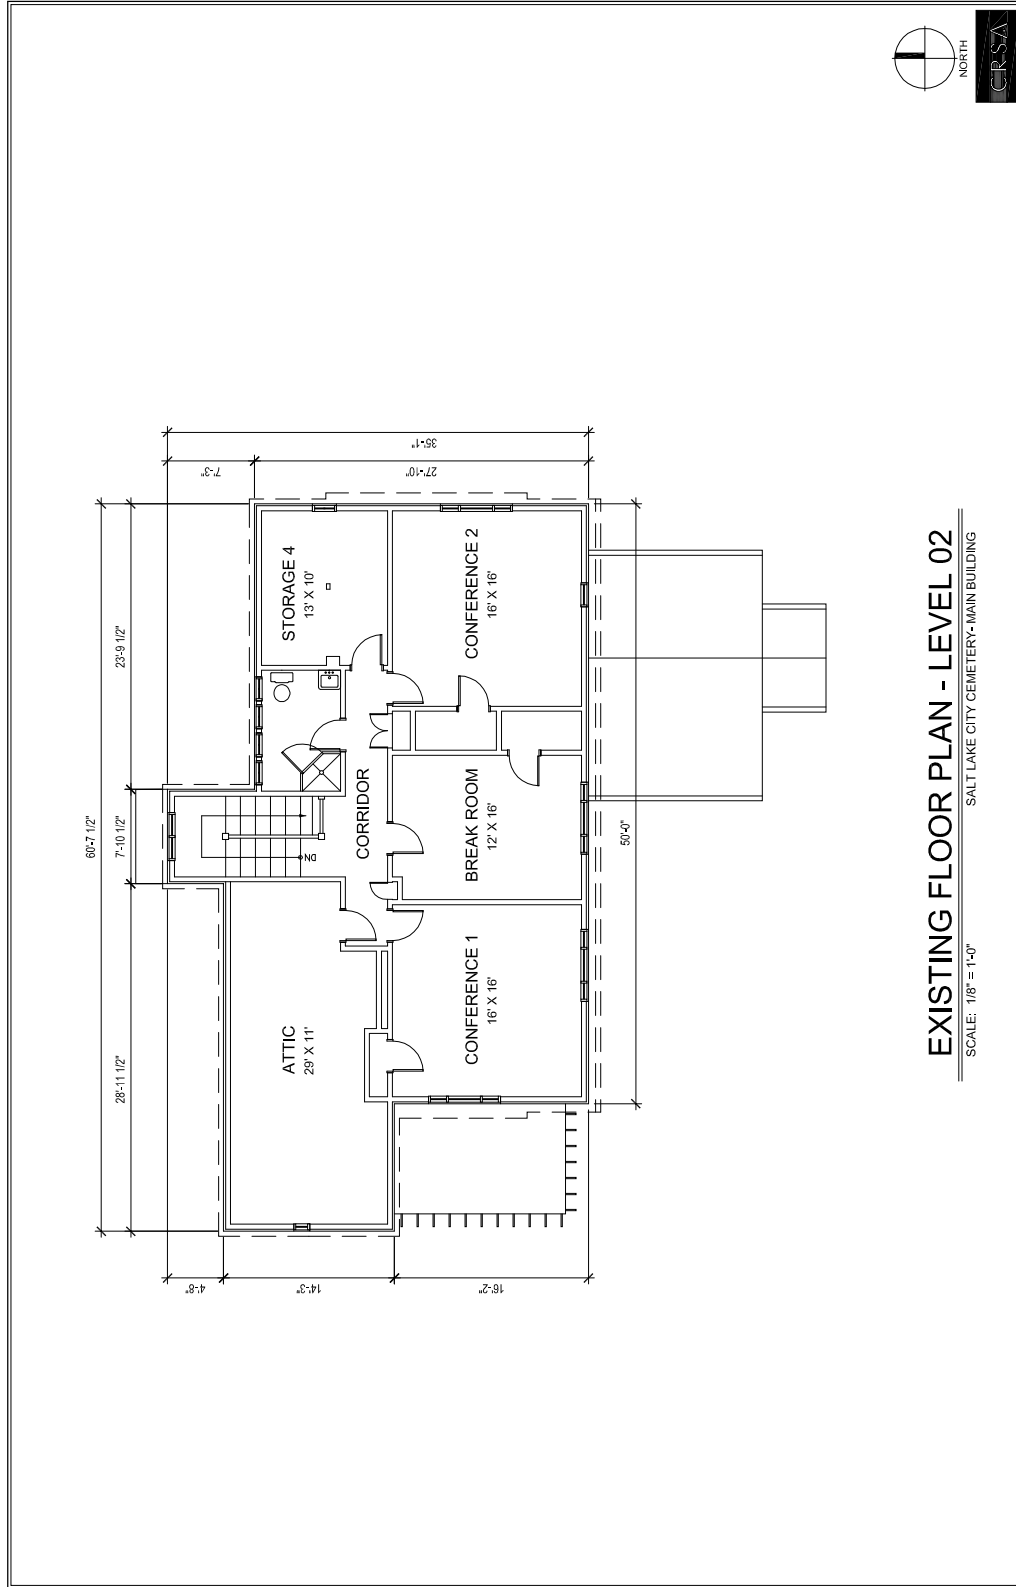 60'-7 1/2"
28'-11 1/2"
7'-10 1/2"
23'-9 1/2"
4'-8"
14'-3"
16'-2"
7'-3"
27'-10"
35'-1"
DN
STORAGE 4
13' X 10'
ATTIC
29' X 11'
CORRIDOR
CONFERENCE 1
16' X 16'
BREAK ROOM
12' X 16'
CONFERENCE 2
16' X 16'
50'-0"
EXISTING FLOOR PLAN - LEVEL 02
SCALE: 1/8" = 1'-0"
SALT LAKE CITY CEMETERY- MAIN BUILDING
NORTH
CRSA